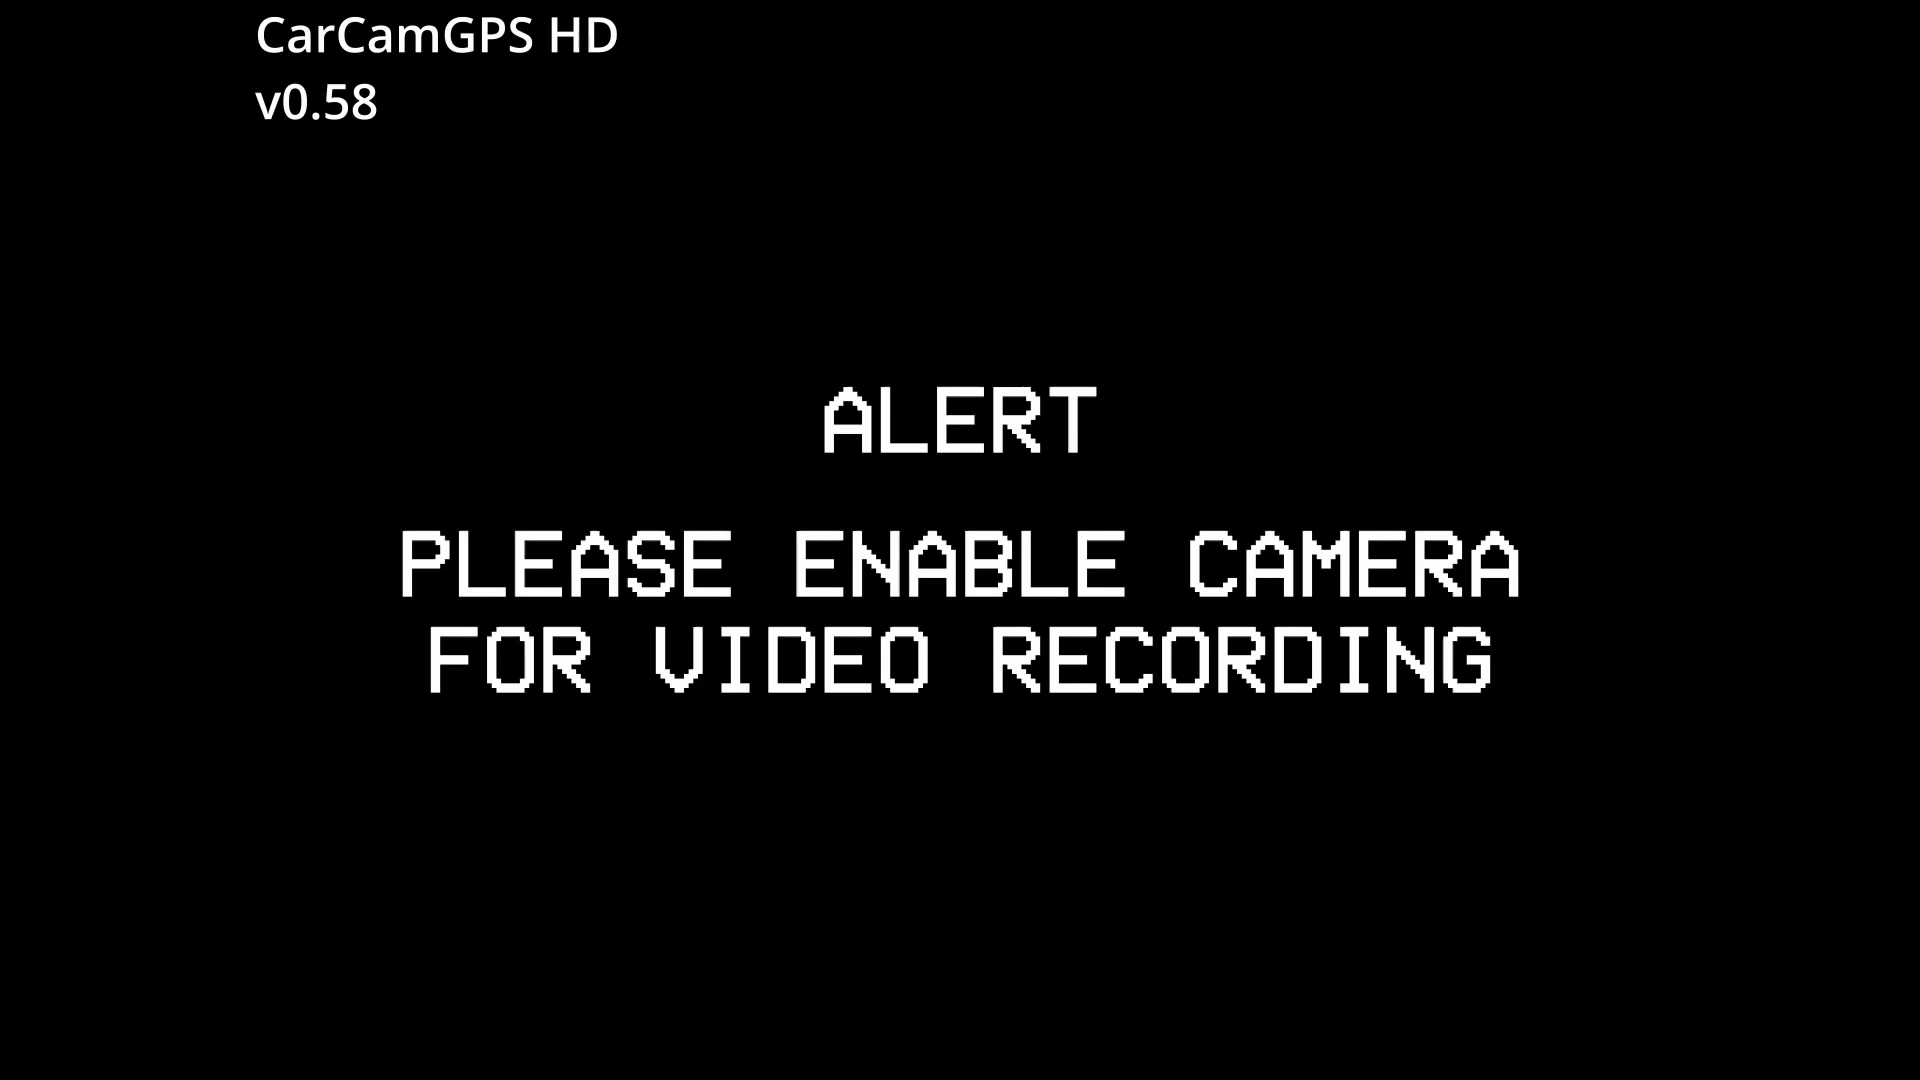 CarCamGPS HD
v0.58
ALERT
PLEASE ENABLE CAMERA
FOR VIDEO RECORDING